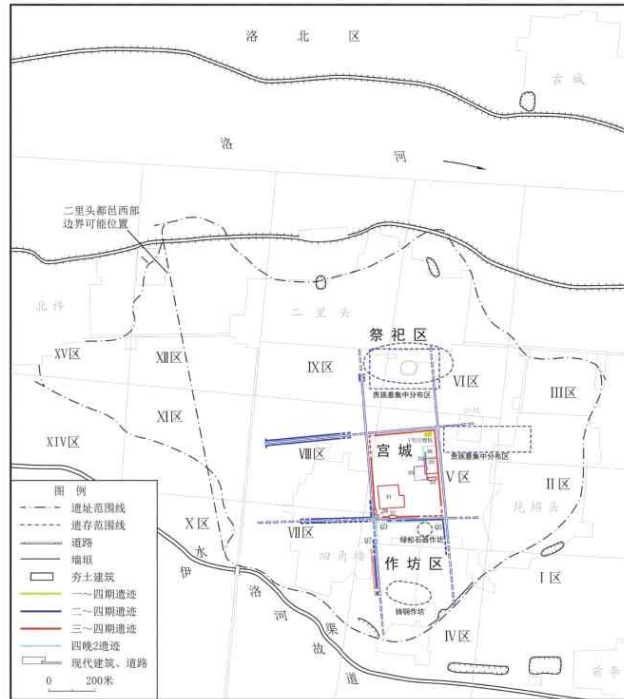 洛北区
古城
洛
河
二里头都邑西部
边界可能位置
北许
二里头
祭祀区
XV区
XIII区
IX区
VI区
贵族墓集中分布区
III区
XI区
XIV区
VIII区
宫城
V区
贵族墓集中分布区
II区
X区
VII区
绿松石器作坊
四角楼
圪垱头
作坊区
I区
铸铜作坊
IV区
伊
水
洛
河
渠
故
道
图例
遗址范围线
遗存范围线
道路
墙垣
夯土建筑
一~四期遗迹
二~四期遗迹
三~四期遗迹
四晚2遗迹
现代建筑、道路
0 200米